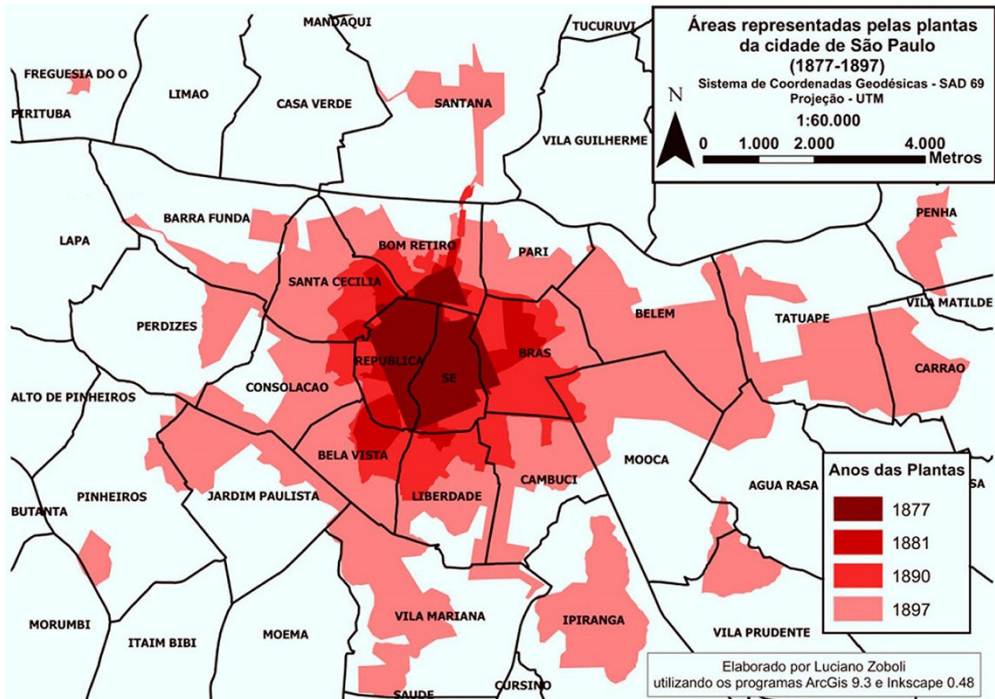 MANDAQUI
TUCURUVI
Áreas representadas pelas plantas
da cidade de São Paulo
(1877-1897)
Sistema de Coordenadas Geodésicas - SAD 69
Projeção - UTM
1:60.000
N
0 1.000 2.000 4.000
Metros
FREGUESIA DO O
PIRITUBA
LIMAO
CASA VERDE
SANTANA
VILA GUILHERME
LAPA
BARRA FUNDA
BOM RETIRO
PARI
PENHA
SANTA CECILIA
PERDIZES
BELEM
TATUAPE
VILA MATILDE
REPUBLICA
SE
BRAS
CARRAO
ALTO DE PINHEIROS
CONSOLACAO
BELA VISTA
MOOCA
PINHEIROS
JARDIM PAULISTA
LIBERDADE
CAMBUCI
AGUA RASA
SA
BUTANTA
Anos das Plantas
1877
1881
1890
1897
MORUMBI
ITAIM BIBI
MOEMA
VILA MARIANA
IPIRANGA
VILA PRUDENTE
SAUDE
CURSINO
Elaborado por Luciano Zoboli
utilizando os programas ArcGis 9.3 e Inkscape 0.48